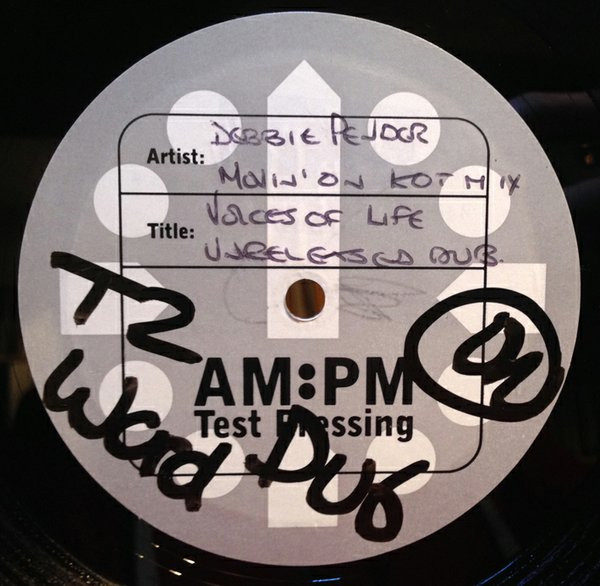 Artist: DEBBIE PENDER
MOVIN' ON KOT MIX
Title: VOICES OF LIFE
UNRELEASED DUB.
T2
Word Dub
AM:PM
Test Pressing